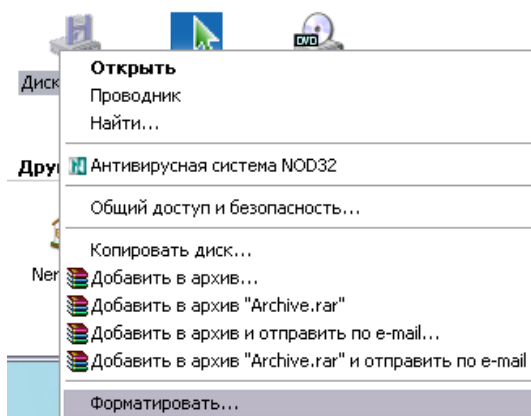 DVD
Диск
Открыть
Проводник
Найти...
Дру
Антивирусная система NOD32
Общий доступ и безопасность...
Копировать диск...
Ner
Добавить в архив...
Добавить в архив "Archive.rar"
Добавить в архив и отправить по e-mail...
Добавить в архив "Archive.rar" и отправить по e-mail
Форматировать...